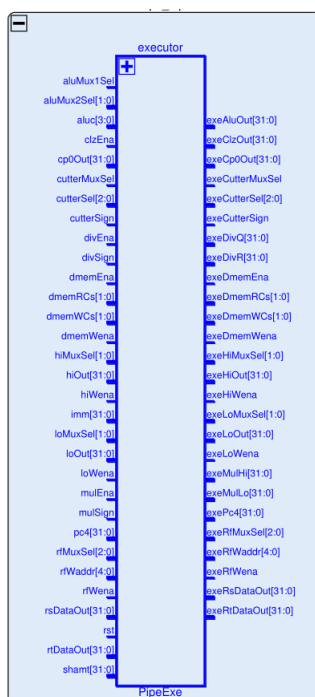 executor
aluMux1Sel
aluMux2Sel[1:0]
aluc[3:0] exeAluOut[31:0]
clzEna exeClzOut[31:0]
cp0Out[31:0] exeCp0Out[31:0]
cutterMuxSel exeCutterMuxSel
cutterSel[2:0] exeCutterSel[2:0]
cutterSign exeCutterSign
divEna exeDivQ[31:0]
divSign exeDivR[31:0]
dmemEna exeDmemEna
dmemRCs[1:0] exeDmemRCs[1:0]
dmemWCs[1:0] exeDmemWCs[1:0]
dmemWena exeDmemWena
hiMuxSel[1:0] exeHiMuxSel[1:0]
hiOut[31:0] exeHiOut[31:0]
hiWena exeHiWena
imm[31:0] exeLoMuxSel[1:0]
loMuxSel[1:0] exeLoOut[31:0]
loOut[31:0] exeLoWena
loWena exeMulHi[31:0]
mulEna exeMulLo[31:0]
mulSign exePc4[31:0]
pc4[31:0] exeRfMuxSel[2:0]
rfMuxSel[2:0] exeRfWaddr[4:0]
rfWaddr[4:0] exeRfWena
rfWena exeRsDataOut[31:0]
rsDataOut[31:0] exeRtDataOut[31:0]
rst
rtDataOut[31:0]
shamt[31:0]
PipeExe